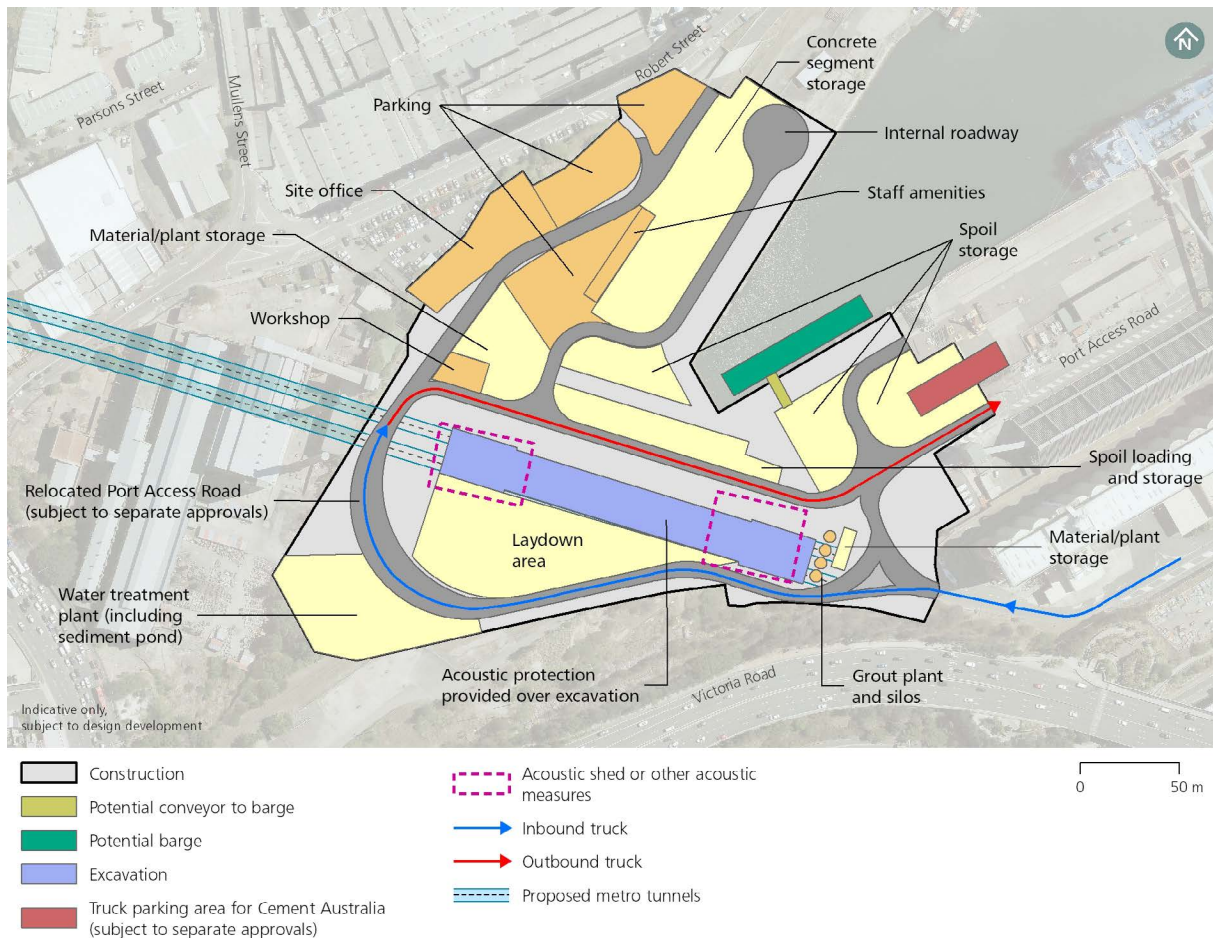 Parsons Street
Mullens Street
Robert Street
N
Concrete
segment
storage
Parking
Internal roadway
Site office
Staff amenities
Material/plant storage
Spoil
storage
Workshop
Port Access Road
Relocated Port Access Road
(subject to separate approvals)
Spoil loading
and storage
Laydown
area
Material/plant
storage
Water treatment
plant (including
sediment pond)
Acoustic protection
provided over excavation
Victoria Road
Grout plant
and silos
Indicative only,
subject to design development
Construction
Potential conveyor to barge
Potential barge
Excavation
Truck parking area for Cement Australia
(subject to separate approvals)
Acoustic shed or other acoustic
measures
Inbound truck
Outbound truck
Proposed metro tunnels
0 50 m